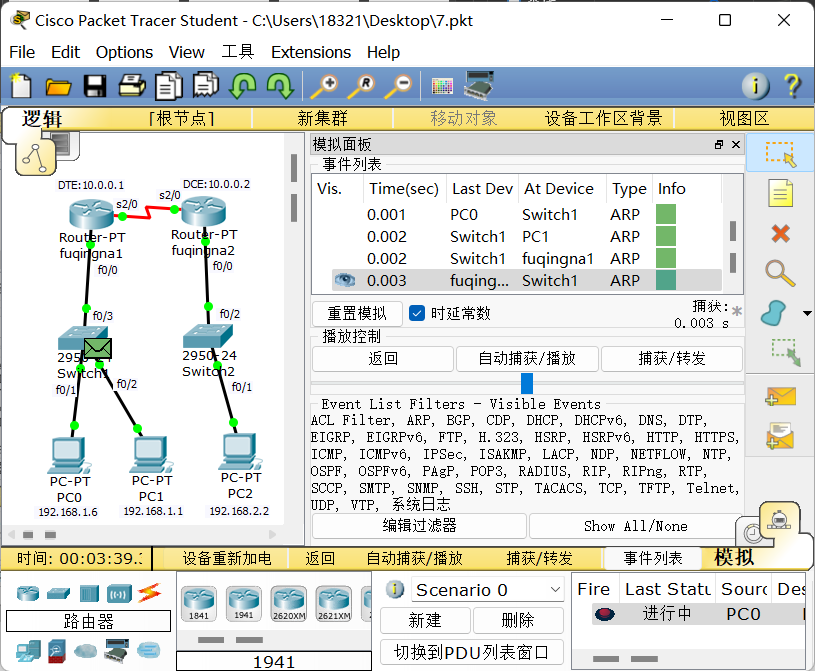 Cisco Packet Tracer Student - C:\Users\18321\Desktop\7.pkt
File Edit Options View 工具 Extensions Help
逻辑 [根节点] 新集群 移动对象 设备工作区背景 视图区
DTE:10.0.0.1 DCE:10.0.0.2
s2/0 s2/0
Router-PT Router-PT
fuqingna1 fuqingna2
f0/0 f0/0
f0/3 f0/2
2950-24
Switch1 Switch2
f0/1 f0/2 f0/1
PC-PT PC-PT PC-PT
PC0 PC1 PC2
192.168.1.6 192.168.1.1 192.168.2.2
模拟面板
事件列表
Vis. Time(sec) Last Dev At Device Type Info
0.001 PC0 Switch1 ARP
0.002 Switch1 PC1 ARP
0.002 Switch1 fuqingna1 ARP
0.003 fuqing... Switch1 ARP
重置模拟 时延常数 捕获: *
0.003 s
播放控制
返回 自动捕获/播放 捕获/转发
Event List Filters - Visible Events
ACL Filter, ARP, BGP, CDP, DHCP, DHCPv6, DNS, DTP,
EIGRP, EIGRPv6, FTP, H.323, HSRP, HSRPv6, HTTP, HTTPS,
ICMP, ICMPv6, IPSec, ISAKMP, LACP, NDP, NETFLOW, NTP,
OSPF, OSPFv6, PAgP, POP3, RADIUS, RIP, RIPng, RTP,
SCCP, SMTP, SNMP, SSH, STP, TACACS, TCP, TFTP, Telnet,
UDP, VTP, 系统日志
编辑过滤器 Show All/None
时间: 00:03:39. 设备重新加电 返回 自动捕获/播放 捕获/转发 事件列表 模拟
路由器
1841 1941 2620XM 2621XM
1941
Scenario 0
新建 删除
切换到PDU列表窗口
Fire Last Statu Sourc Des
进行中 PC0